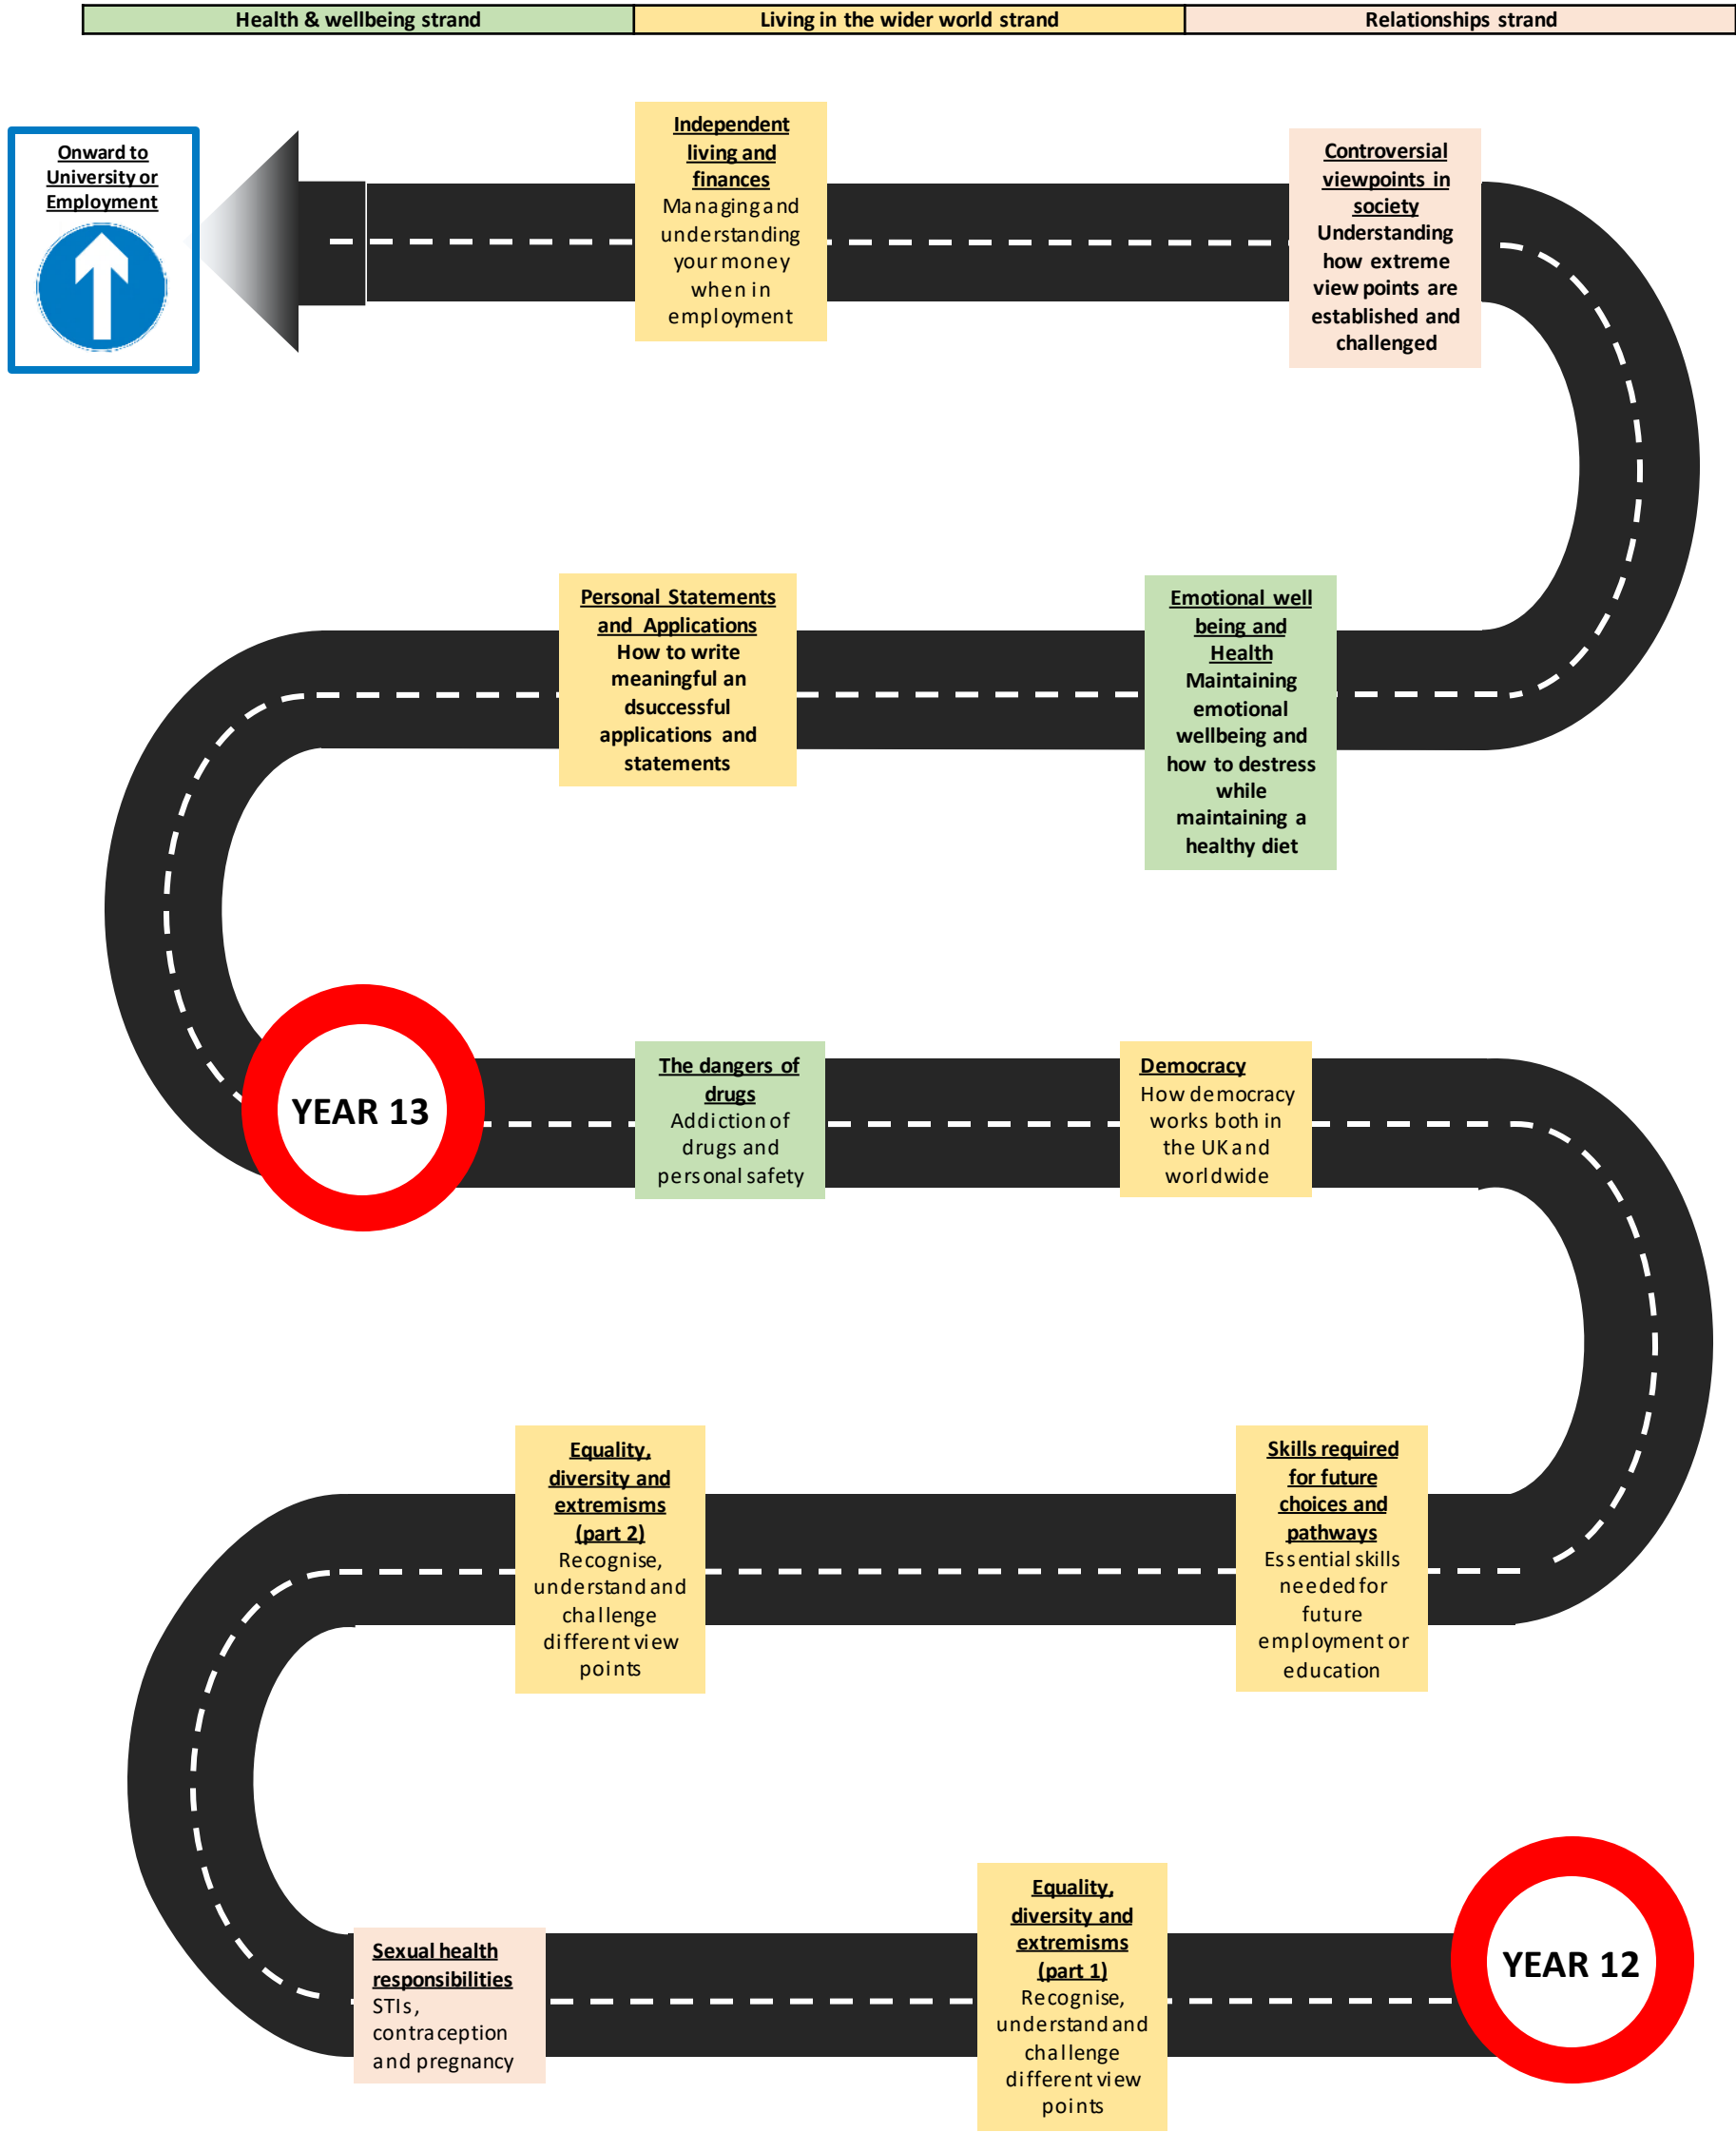 Health & wellbeing strand
Living in the wider world strand
Relationships strand
Onward to
University or
Employment
Independent
living and
finances
Managing and
understanding
your money
when in
employment
Controversial
viewpoints in
society
Understanding
how extreme
view points are
established and
challenged
Personal Statements
and Applications
How to write
meaningful an
dsuccessful
applications and
statements
Emotional well
being and
Health
Maintaining
emotional
wellbeing and
how to destress
while
maintaining a
healthy diet
YEAR 13
The dangers of
drugs
Addiction of
drugs and
personal safety
Democracy
How democracy
works both in
the UK and
worldwide
Equality,
diversity and
extremisms
(part 2)
Recognise,
understand and
challenge
different view
points
Skills required
for future
choices and
pathways
Essential skills
needed for
future
employment or
education
Sexual health
responsibilities
STIs,
contraception
and pregnancy
Equality,
diversity and
extremisms
(part 1)
Recognise,
understand and
challenge
different view
points
YEAR 12